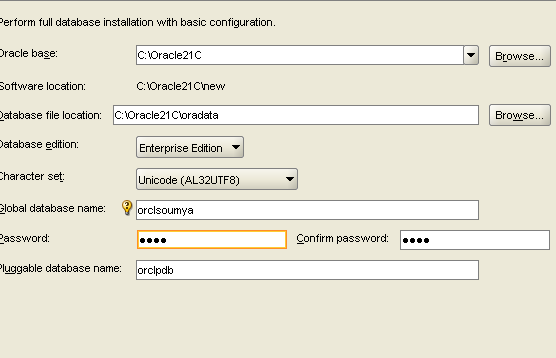 Perform full database installation with basic configuration.
Oracle base: C:\Oracle21C Browse...
Software location: C:\Oracle21C\new
Database file location: C:\Oracle21C\oradata Browse...
Database edition: Enterprise Edition
Character set: Unicode (AL32UTF8)
Global database name: orclsoumya
Password: •••• Confirm password: ••••
Pluggable database name: orclpdb